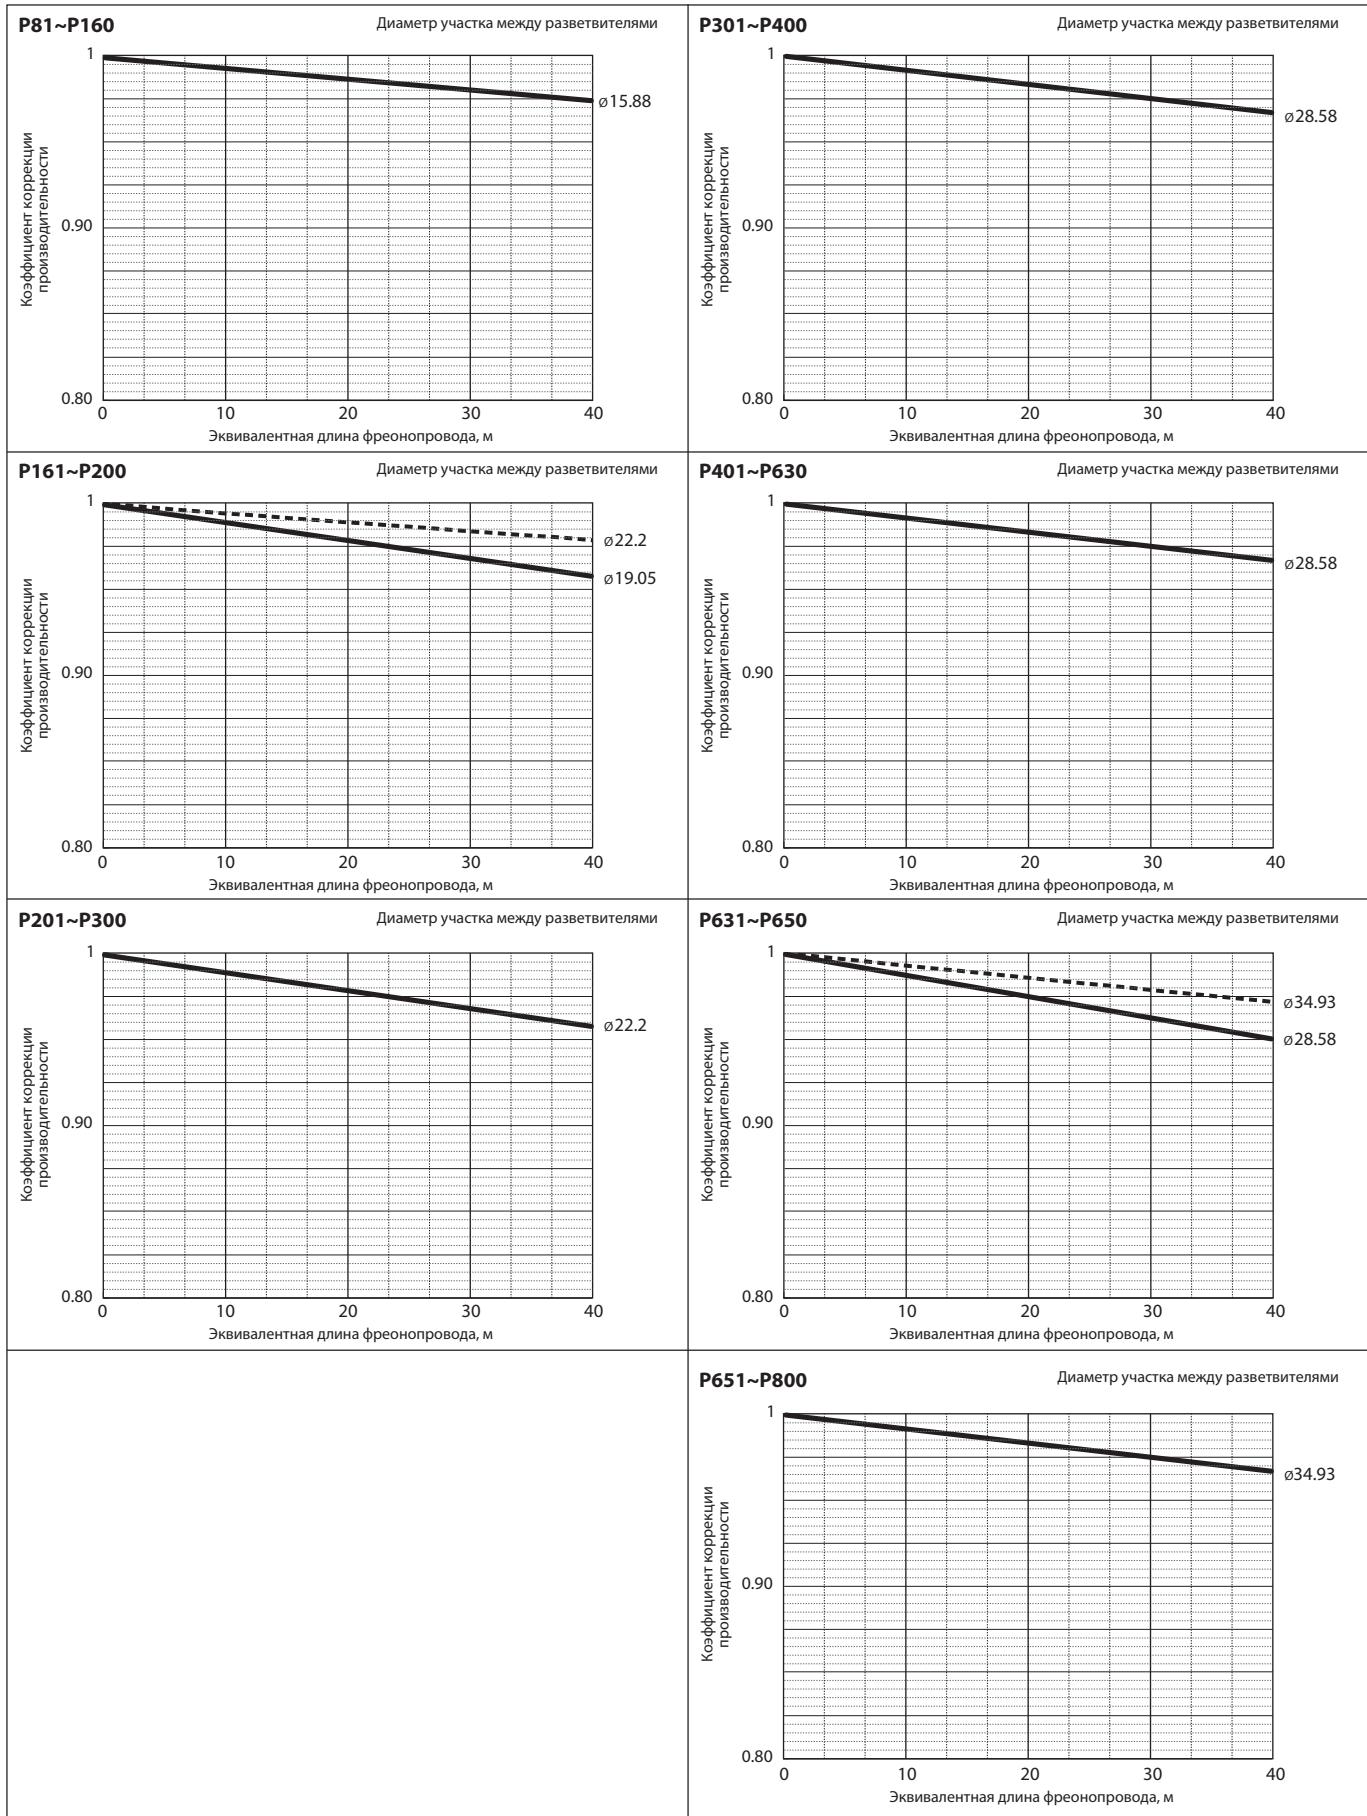 P81~P160
Диаметр участка между разветвителями
1
0.90
0.80
0
10
20
30
40
ø15.88
Коэффициент коррекции
производительности
Эквивалентная длина фреонопровода, м
P301~P400
Диаметр участка между разветвителями
1
0.90
0.80
0
10
20
30
40
ø28.58
Коэффициент коррекции
производительности
Эквивалентная длина фреонопровода, м
P161~P200
Диаметр участка между разветвителями
1
0.90
0.80
0
10
20
30
40
ø22.2
ø19.05
Коэффициент коррекции
производительности
Эквивалентная длина фреонопровода, м
P401~P630
Диаметр участка между разветвителями
1
0.90
0.80
0
10
20
30
40
ø28.58
Коэффициент коррекции
производительности
Эквивалентная длина фреонопровода, м
P201~P300
Диаметр участка между разветвителями
1
0.90
0.80
0
10
20
30
40
ø22.2
Коэффициент коррекции
производительности
Эквивалентная длина фреонопровода, м
P631~P650
Диаметр участка между разветвителями
1
0.90
0.80
0
10
20
30
40
ø34.93
ø28.58
Коэффициент коррекции
производительности
Эквивалентная длина фреонопровода, м
P651~P800
Диаметр участка между разветвителями
1
0.90
0.80
0
10
20
30
40
ø34.93
Коэффициент коррекции
производительности
Эквивалентная длина фреонопровода, м